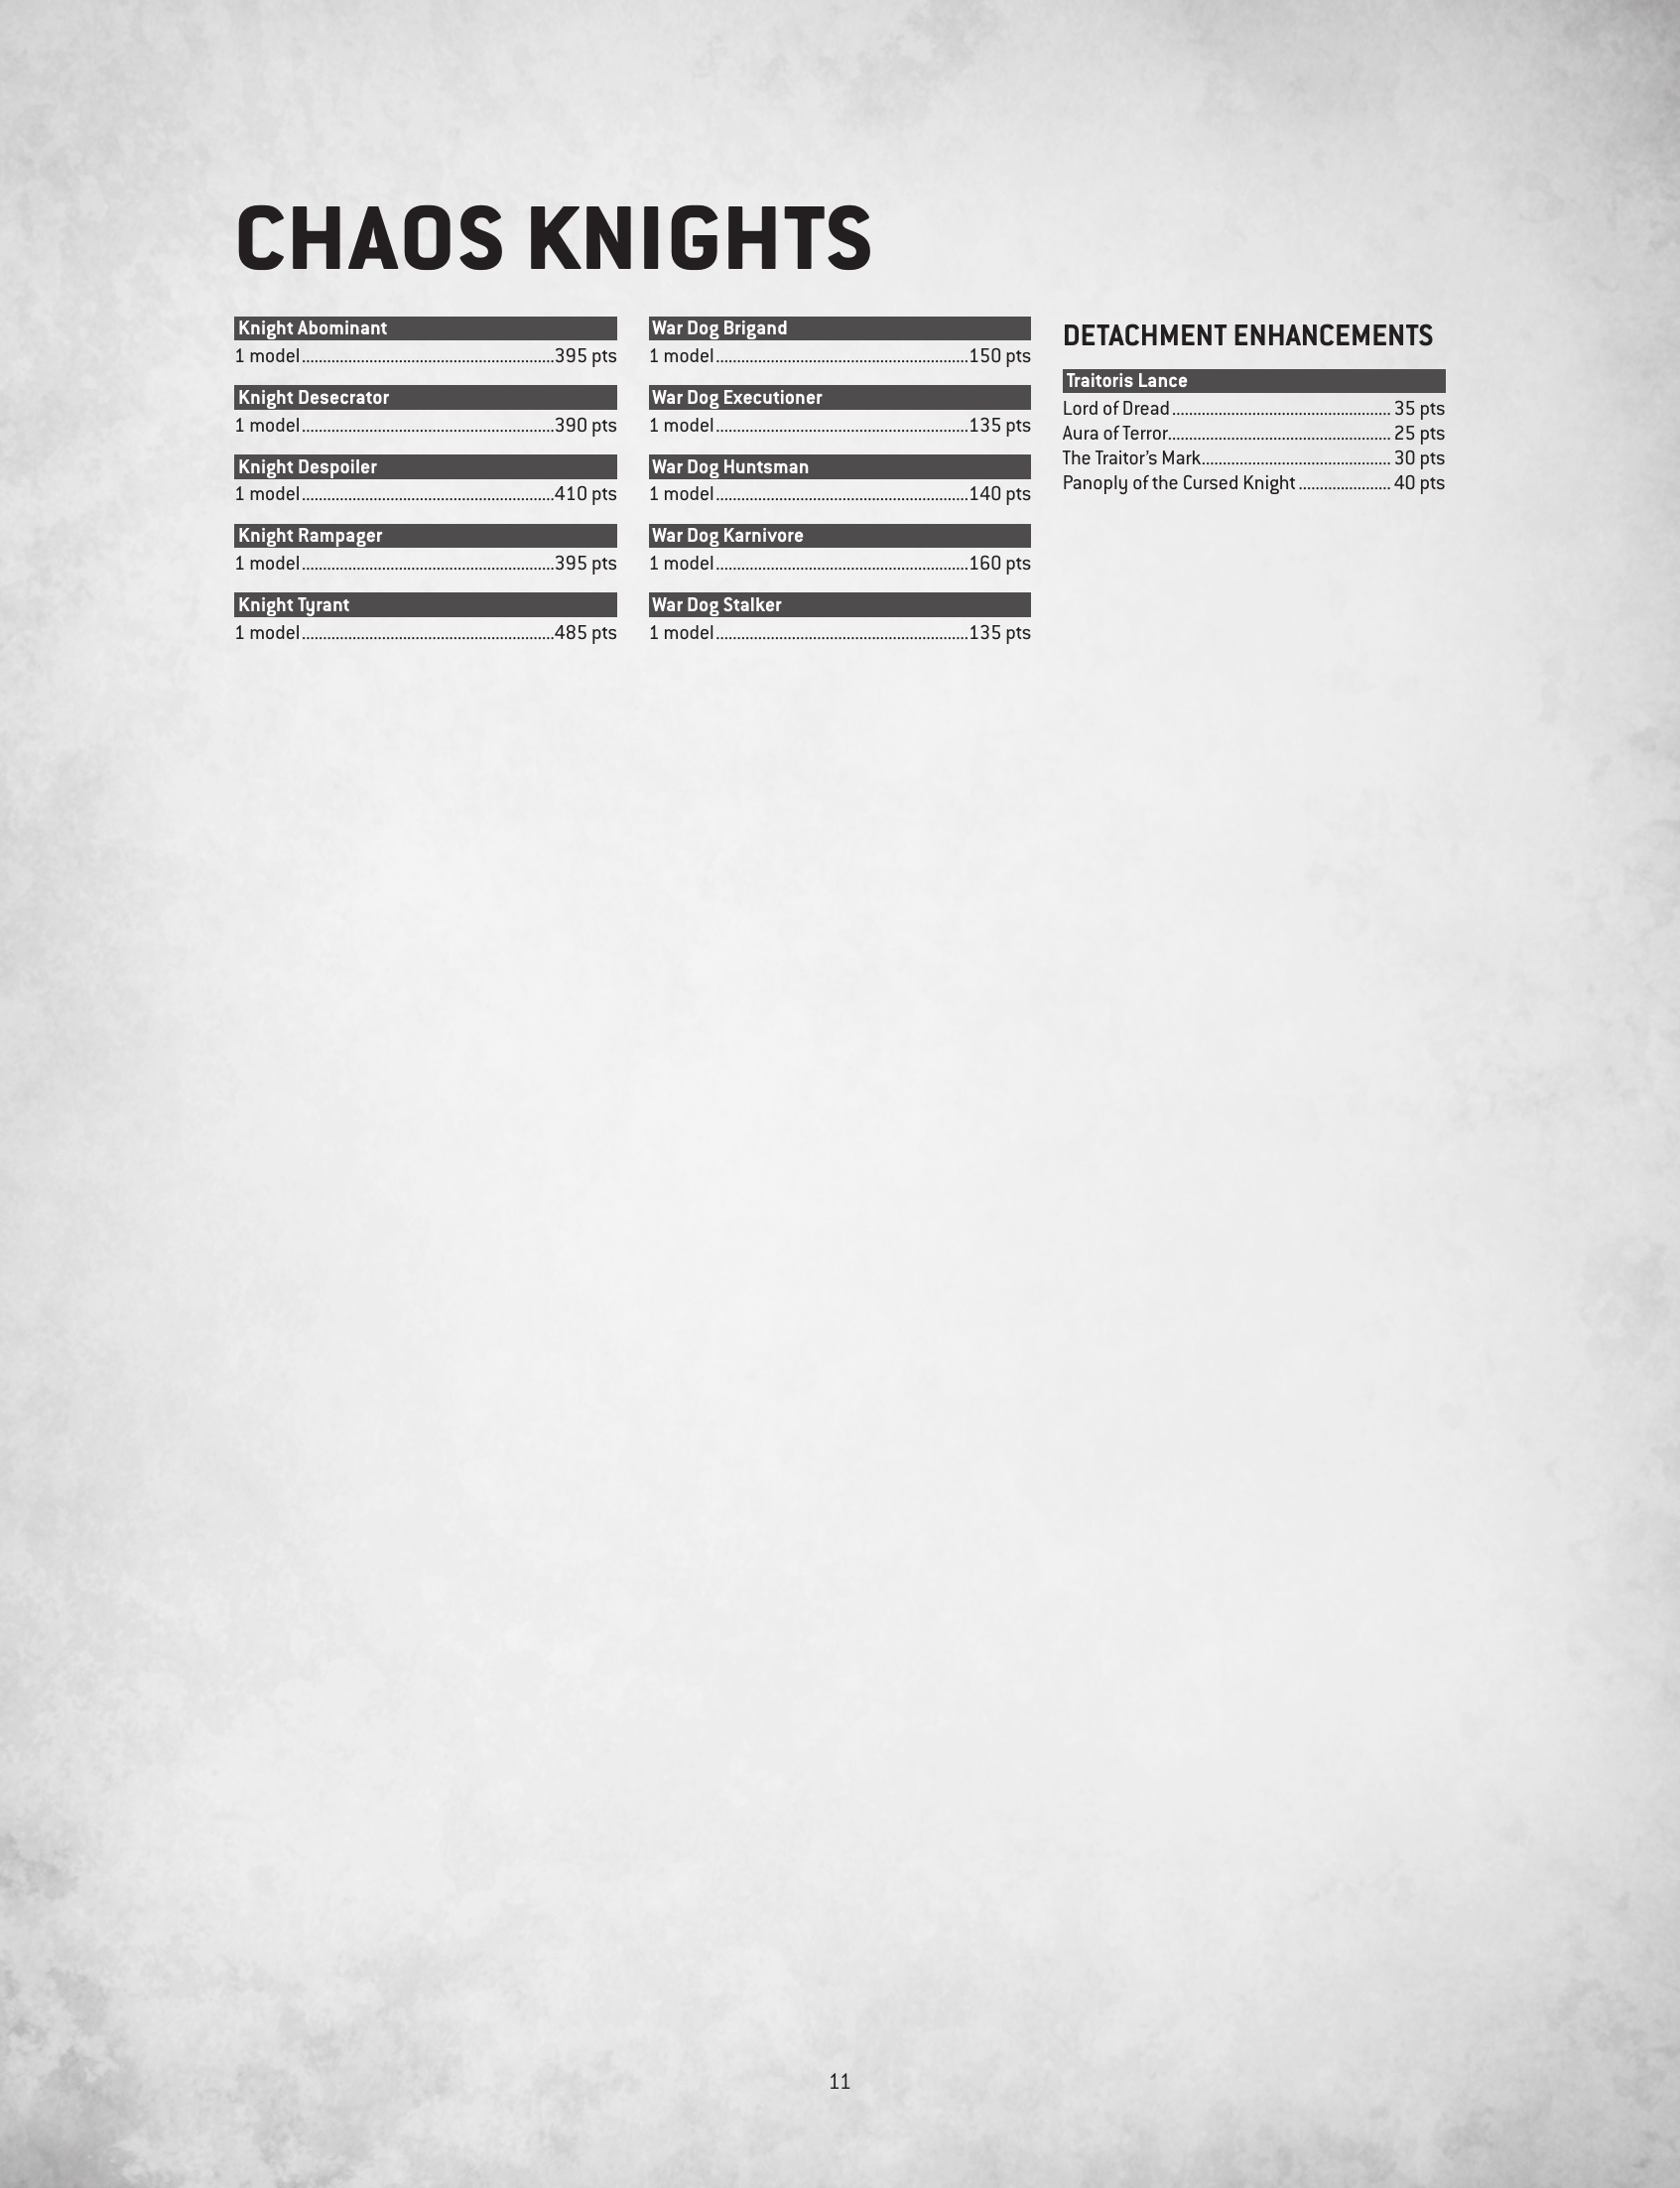 CHAOS KNIGHTS
Knight Abominant
1 model............................................................395 pts
Knight Desecrator
1 model............................................................390 pts
Knight Despoiler
1 model............................................................410 pts
Knight Rampager
1 model............................................................395 pts
Knight Tyrant
1 model............................................................485 pts
War Dog Brigand
1 model............................................................150 pts
War Dog Executioner
1 model............................................................135 pts
War Dog Huntsman
1 model............................................................140 pts
War Dog Karnivore
1 model............................................................160 pts
War Dog Stalker
1 model............................................................135 pts
DETACHMENT ENHANCEMENTS
Traitoris Lance
Lord of Dread.................................................... 35 pts
Aura of Terror..................................................... 25 pts
The Traitor’s Mark............................................. 30 pts
Panoply of the Cursed Knight ...................... 40 pts
11